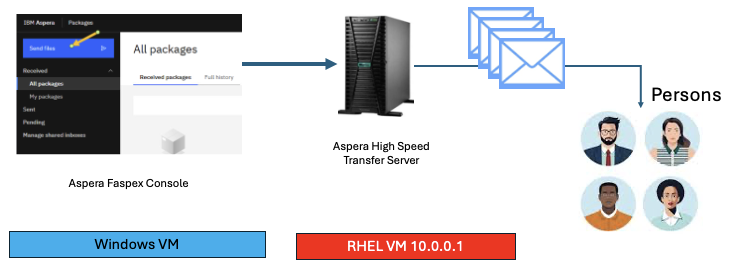 IBM Aspera Packages
Send files
Received
All packages
My packages
Sent
Pending
Manage shared inboxes
All packages
Received packages Full history
Aspera Faspex Console
Aspera High Speed
Transfer Server
Persons
Windows VM
RHEL VM 10.0.0.1